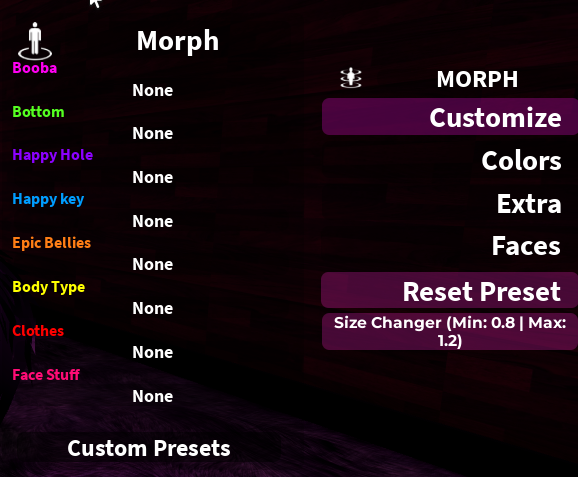 Morph
Booba
None
Bottom
None
Happy Hole
None
Happy key
None
Epic Bellies
None
Body Type
None
Clothes
None
Face Stuff
None
Custom Presets
MORPH
Customize
Colors
Extra
Faces
Reset Preset
Size Changer (Min: 0.8 | Max:
1.2)